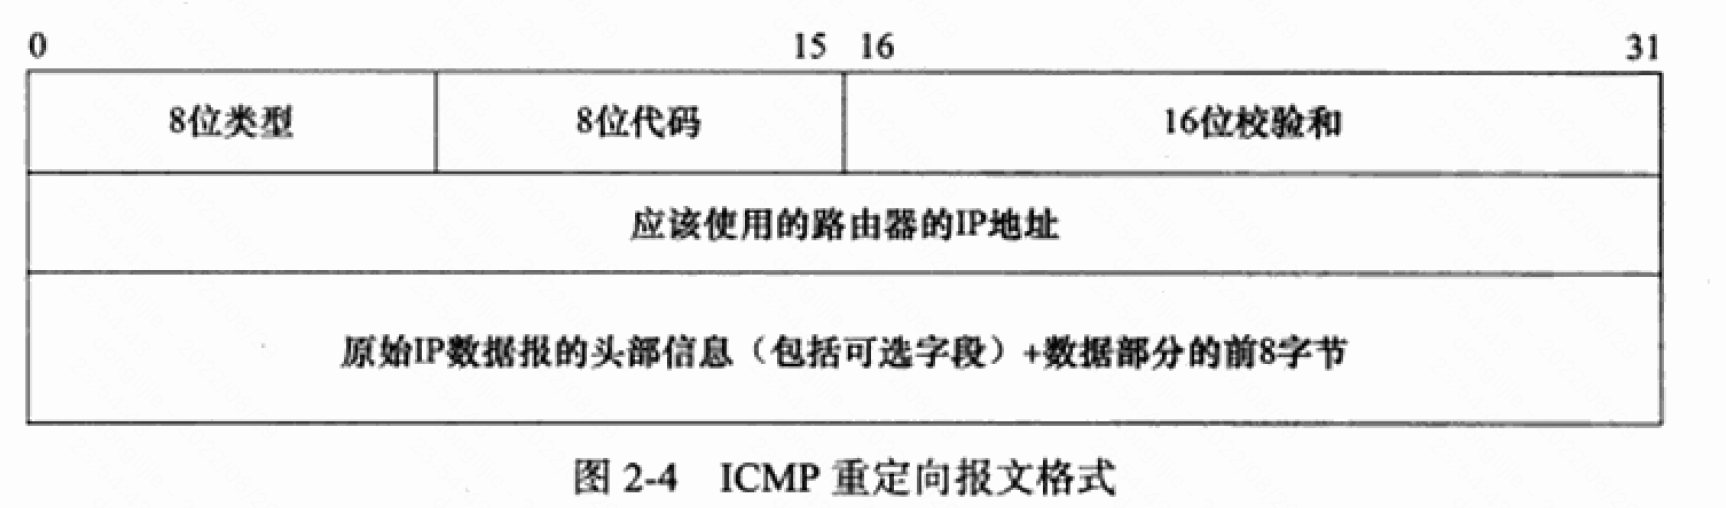 0 15 16 31
8位类型 8位代码 16位校验和
应该使用的路由器的IP地址
原始IP数据报的头部信息（包括可选字段）+数据部分的前8字节
图 2-4 ICMP 重定向报文格式